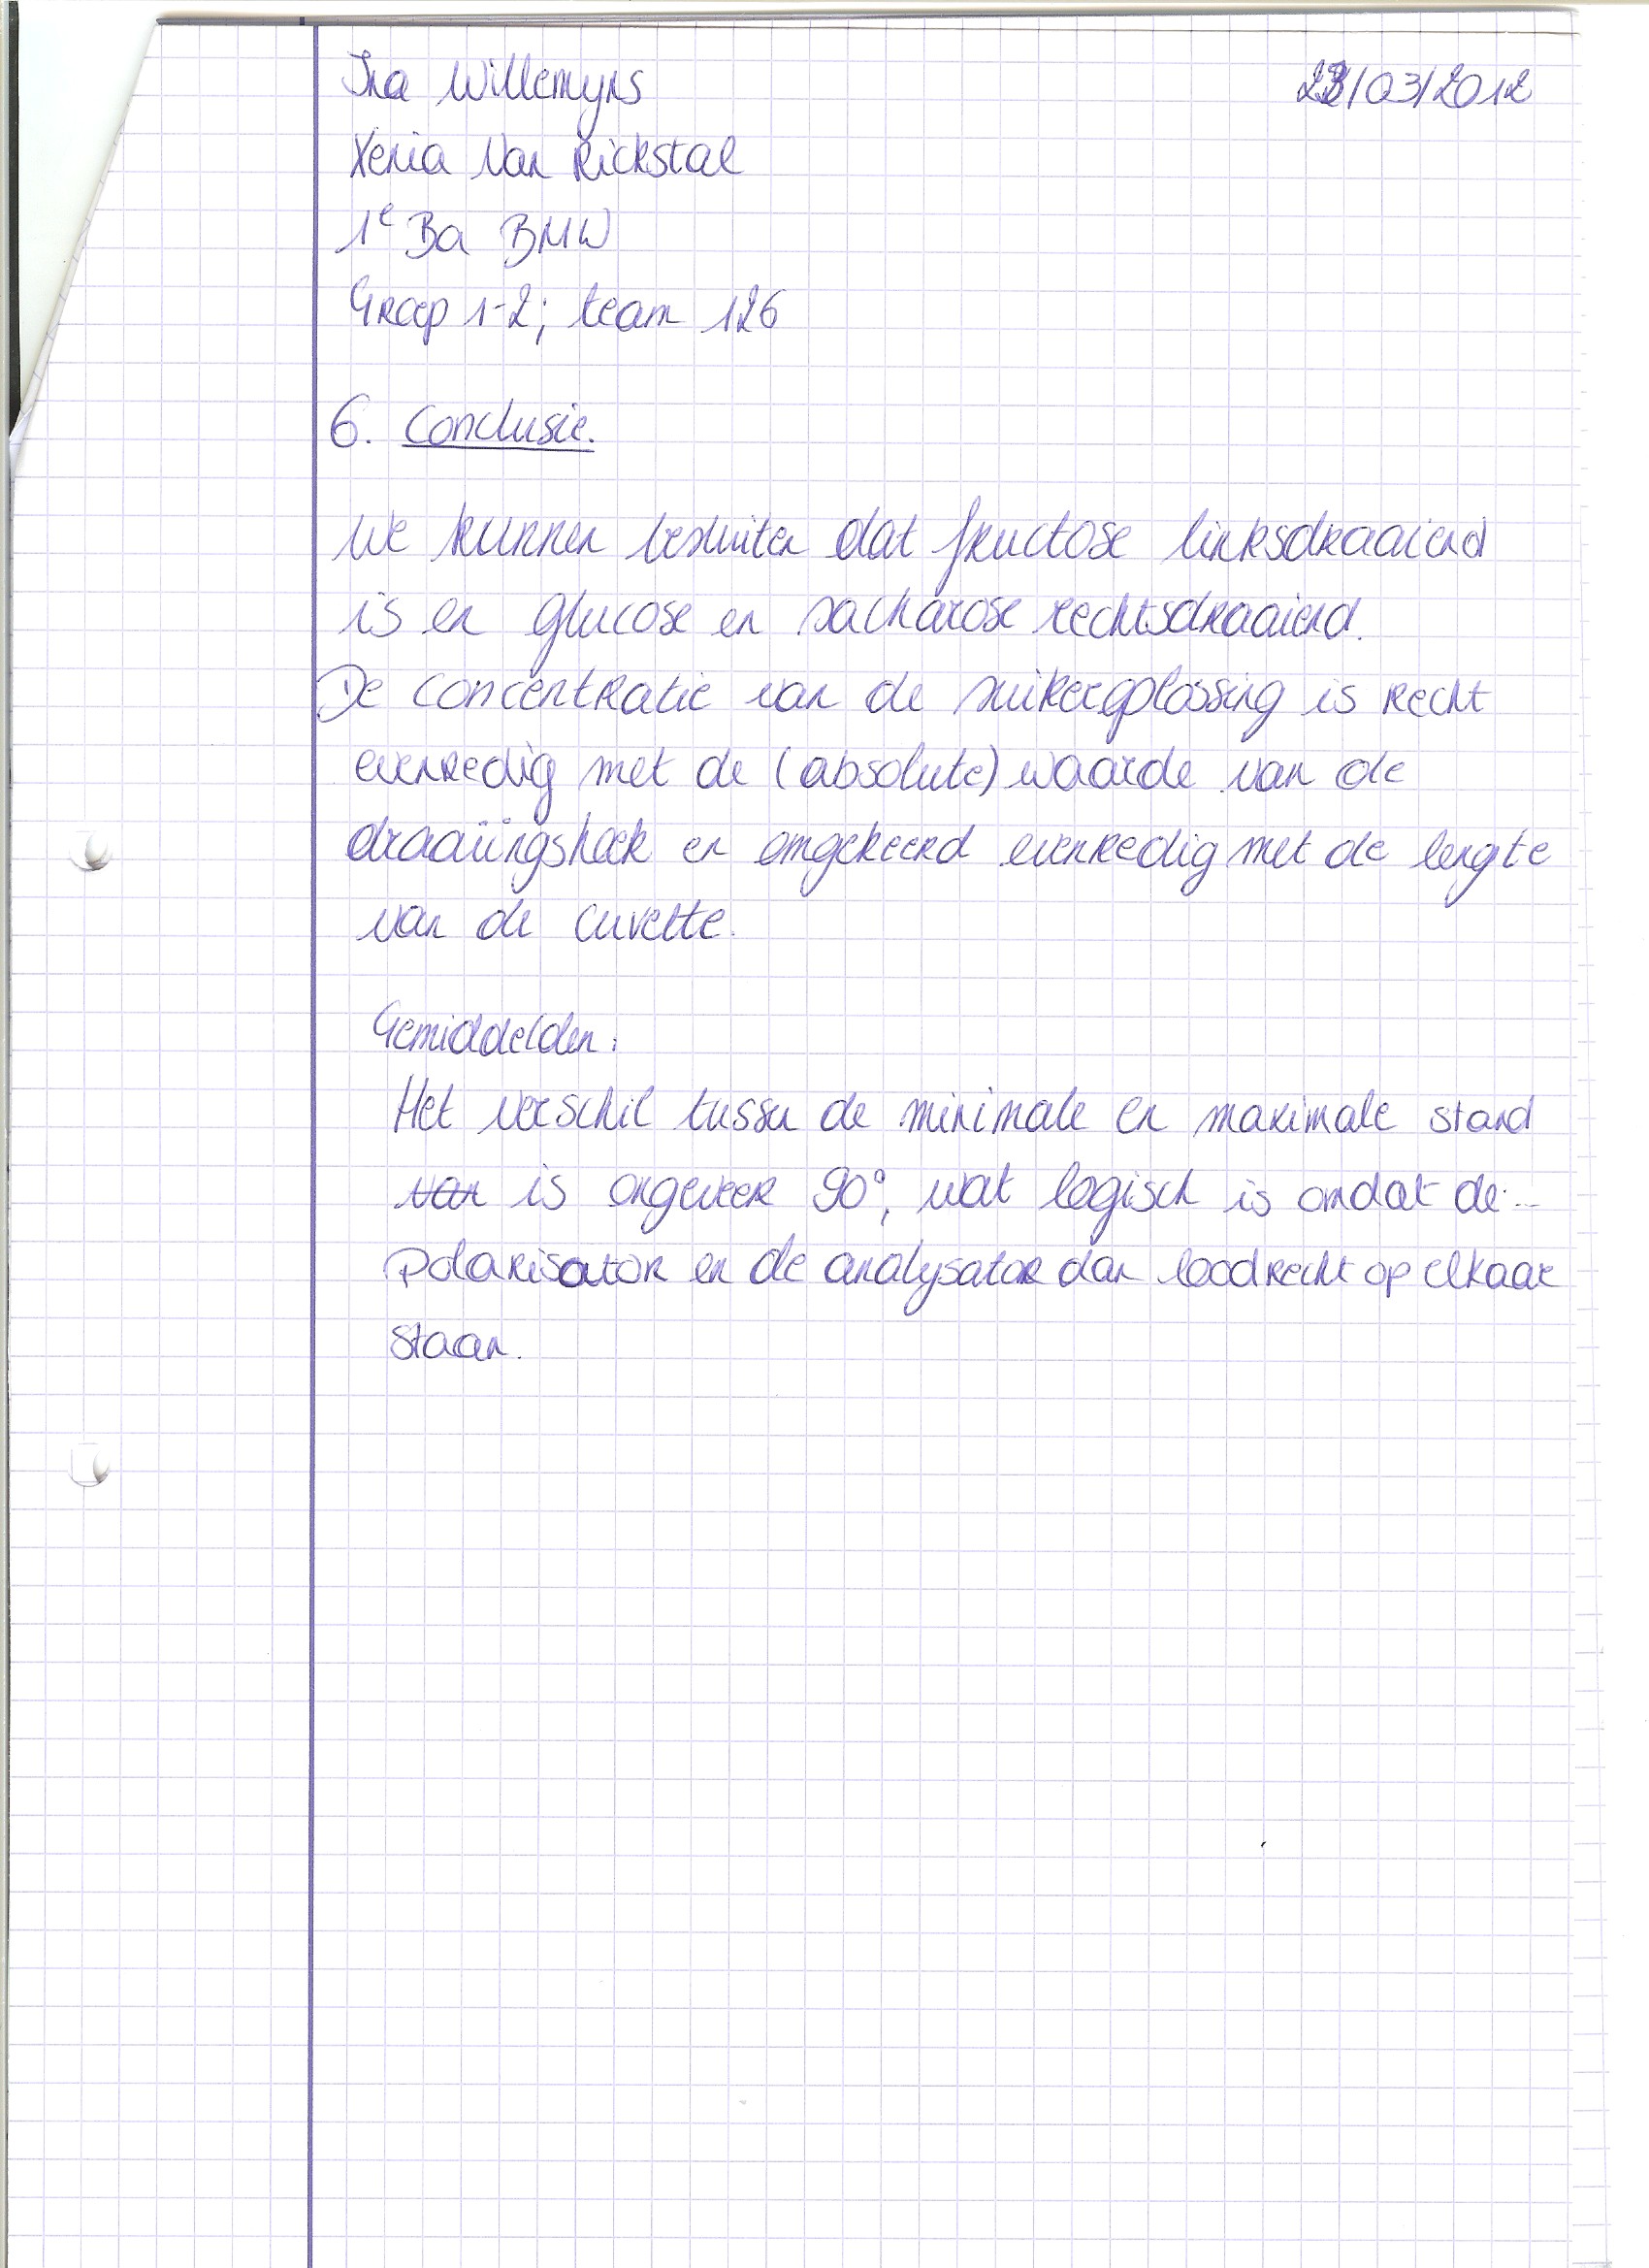 Ina Willemyns
Xenia Van Rickstal
1e Ba BMW
Groep 1-2; team 126
/03/2012
6. Conclusie.
We kunnen besluiten dat fructose linksdraaiend
is en glucose en sacharose rechtsdraaiend.
De concentratie van de suikeroplossing is recht
evenredig met de (absolute) waarde van de
draaiingshoek en omgekeerd evenredig met de lengte
van de cuvette.
Gemiddelden:
Het verschil tussen de minimale en maximale stand
van is ongeveer 90°, wat logisch is omdat de...
polarisator en de analysator dan loodrecht op elkaar
staan.